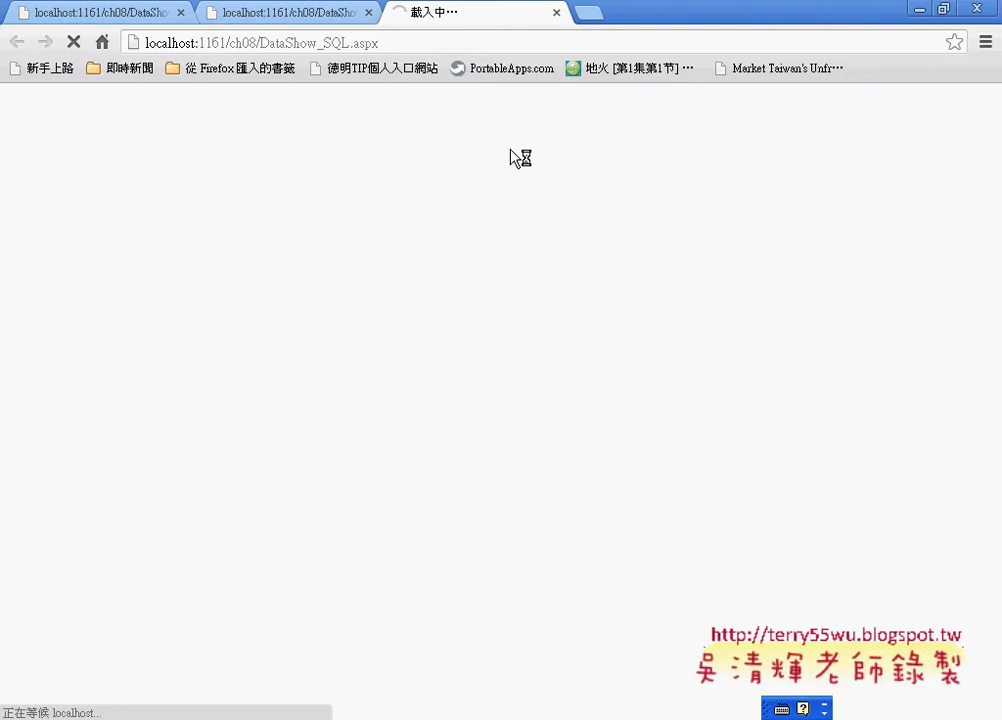 localhost:1161/ch08/DataSho
localhost:1161/ch08/DataSho
載入中…
localhost:1161/ch08/DataShow_SQL.aspx
新手上路
即時新聞
從 Firefox 匯入的書籤
德明TIP個人入口網站
PortableApps.com
地火 [第1集第1节] …
Market Taiwan's Unfr…
http://terry55wu.blogspot.tw
吳清輝老師錄製
正在等候 localhost...